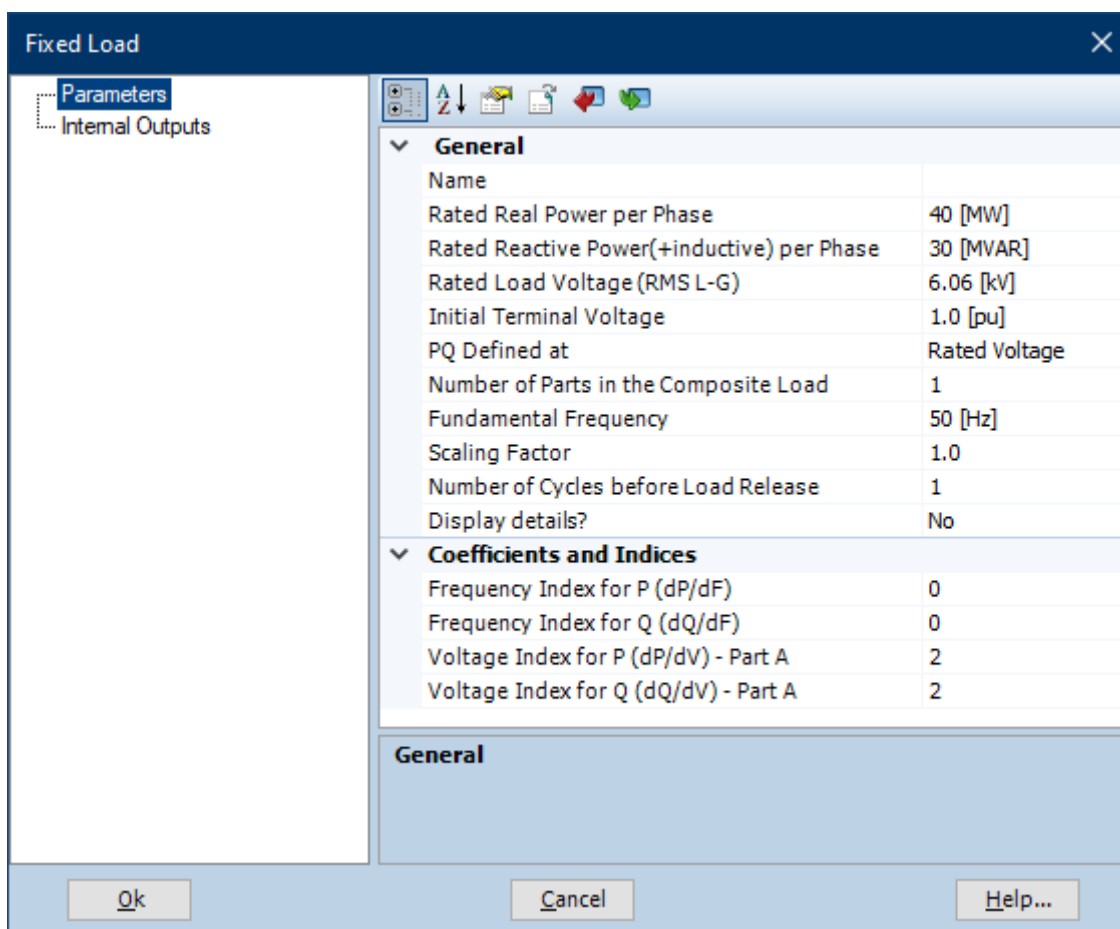 Fixed Load
Parameters
Internal Outputs
General
Name
Rated Real Power per Phase 40 [MW]
Rated Reactive Power(+inductive) per Phase 30 [MVAR]
Rated Load Voltage (RMS L-G) 6.06 [kV]
Initial Terminal Voltage 1.0 [pu]
PQ Defined at Rated Voltage
Number of Parts in the Composite Load 1
Fundamental Frequency 50 [Hz]
Scaling Factor 1.0
Number of Cycles before Load Release 1
Display details? No
Coefficients and Indices
Frequency Index for P (dP/dF) 0
Frequency Index for Q (dQ/dF) 0
Voltage Index for P (dP/dV) - Part A 2
Voltage Index for Q (dQ/dV) - Part A 2
General
Ok Cancel Help...